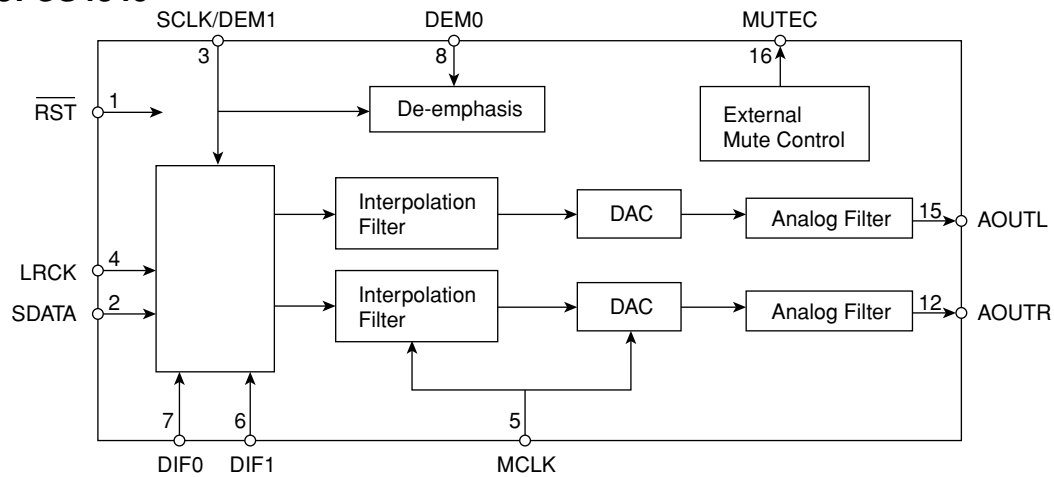 SCLK/DEM1
DEM0
MUTEC
3
8
16
RST
1
De-emphasis
External
Mute Control
Interpolation
Filter
DAC
Analog Filter
15
AOUTL
LRCK
4
SDATA
2
Interpolation
Filter
DAC
Analog Filter
12
AOUTR
7
6
5
DIF0
DIF1
MCLK